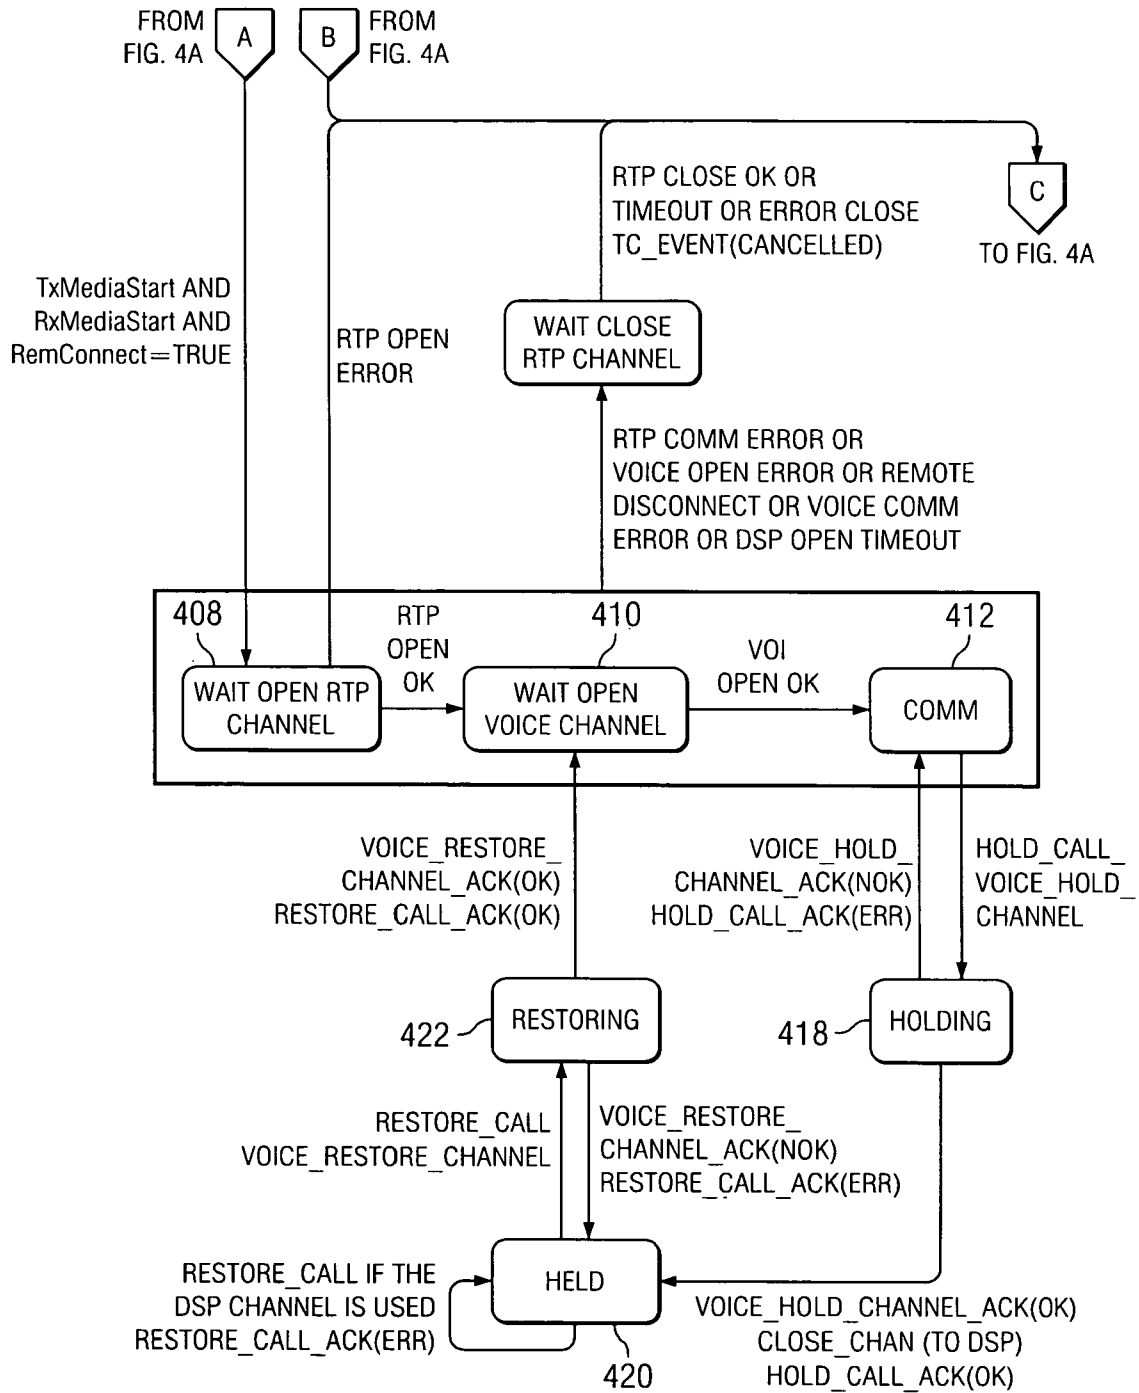 FROM
FIG. 4A
A
B
FROM
FIG. 4A
RTP CLOSE OK OR
TIMEOUT OR ERROR CLOSE
TC_EVENT(CANCELLED)
C
TO FIG. 4A
TxMediaStart AND
RxMediaStart AND
RemConnect=TRUE
RTP OPEN
ERROR
WAIT CLOSE
RTP CHANNEL
RTP COMM ERROR OR
VOICE OPEN ERROR OR REMOTE
DISCONNECT OR VOICE COMM
ERROR OR DSP OPEN TIMEOUT
408
RTP
OPEN
OK
410
VOI
OPEN OK
412
WAIT OPEN RTP
CHANNEL
WAIT OPEN
VOICE CHANNEL
COMM
VOICE_RESTORE_
CHANNEL_ACK(OK)
RESTORE_CALL_ACK(OK)
VOICE_HOLD_
CHANNEL_ACK(NOK)
HOLD_CALL_ACK(ERR)
HOLD_CALL_
VOICE_HOLD_
CHANNEL
RESTORING
422
HOLDING
418
RESTORE_CALL
VOICE_RESTORE_CHANNEL
VOICE_RESTORE_
CHANNEL_ACK(NOK)
RESTORE_CALL_ACK(ERR)
RESTORE_CALL IF THE
DSP CHANNEL IS USED
RESTORE_CALL_ACK(ERR)
HELD
420
VOICE_HOLD_CHANNEL_ACK(OK)
CLOSE_CHAN (TO DSP)
HOLD_CALL_ACK(OK)